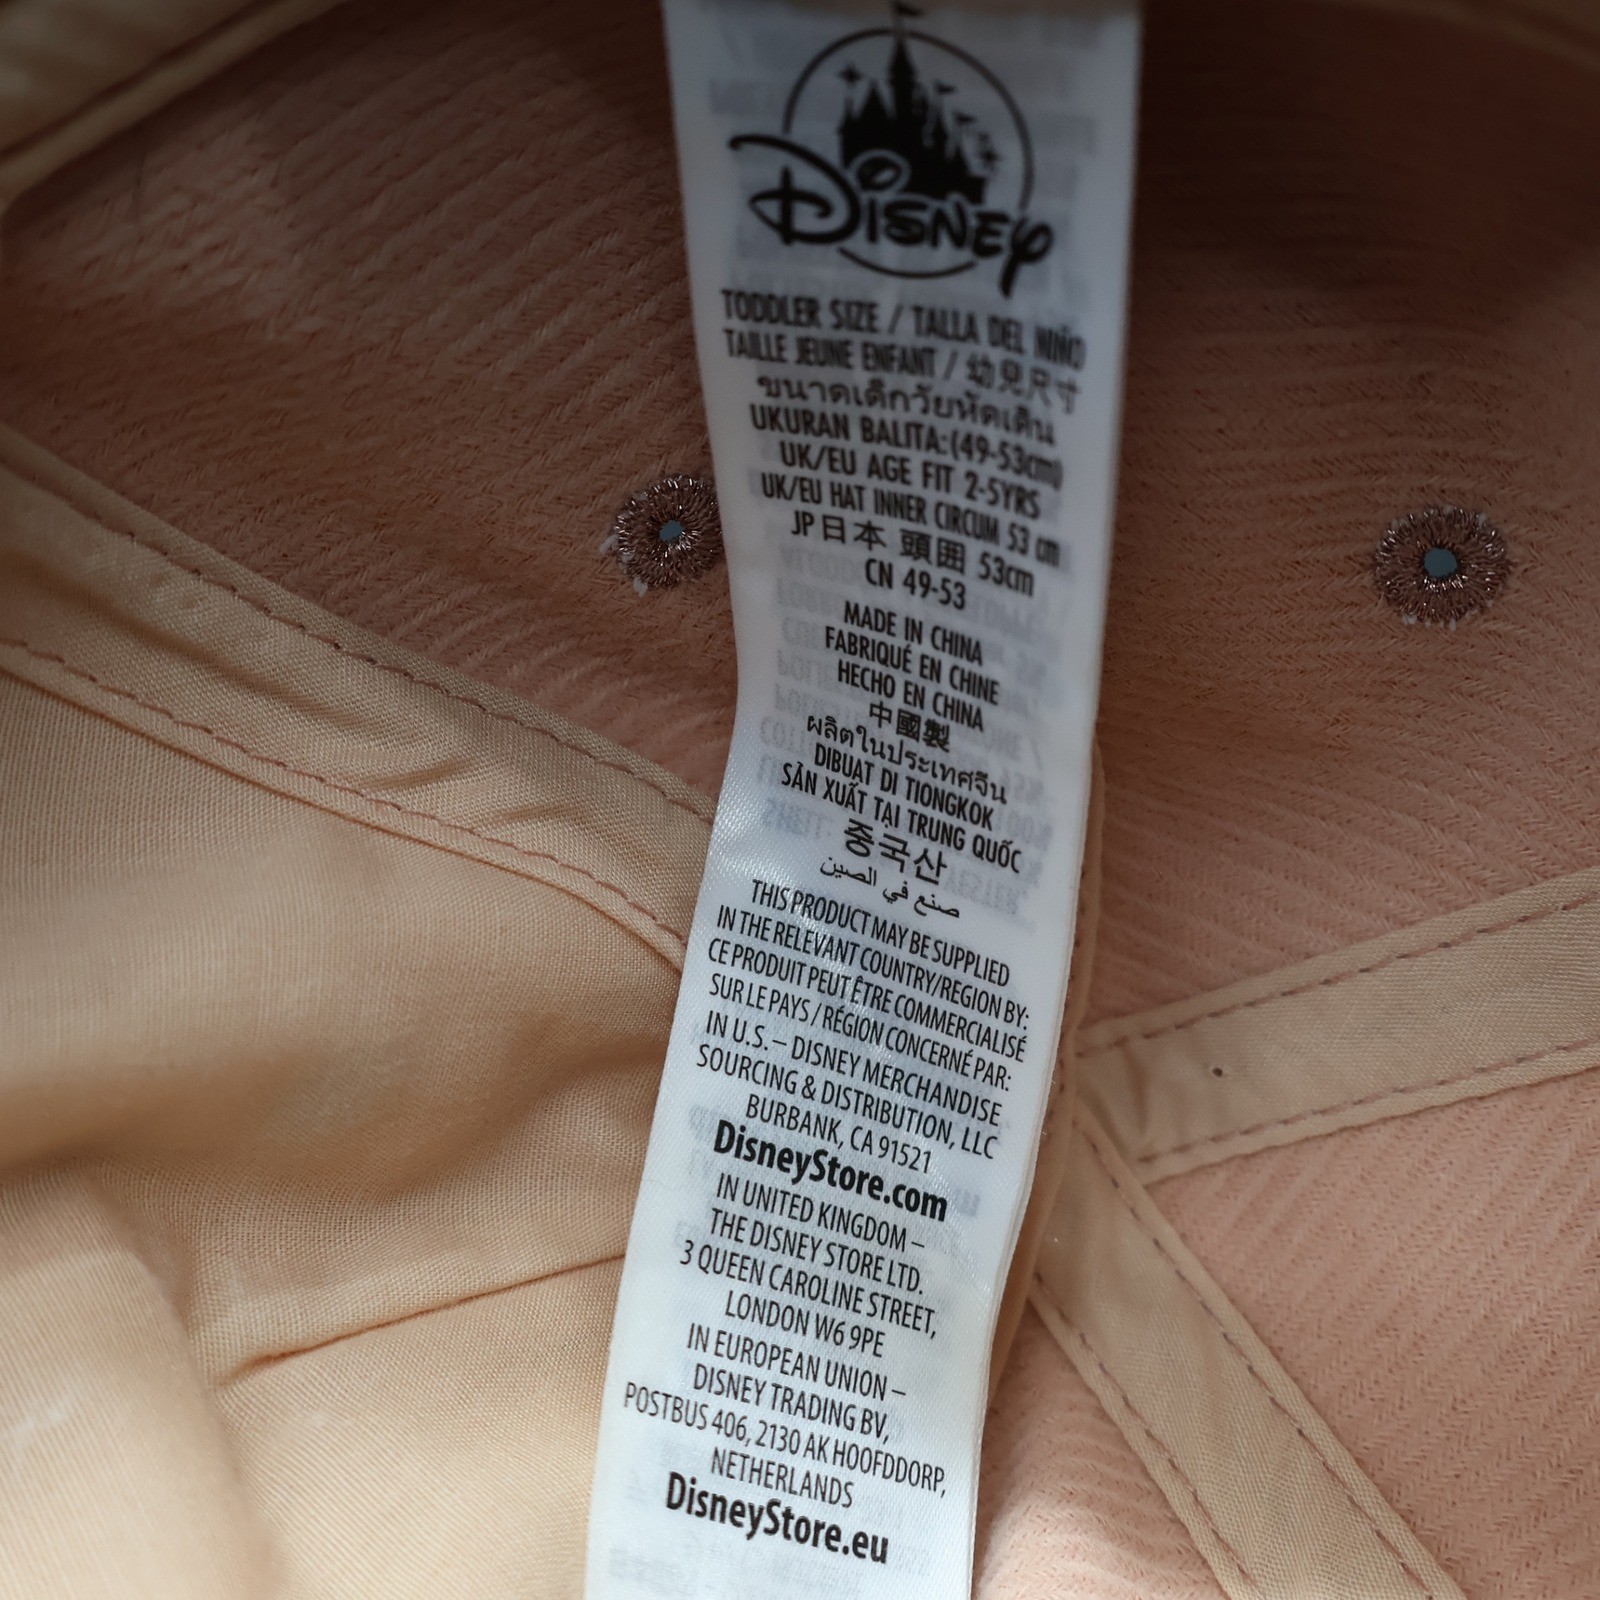 DISNEY
TODDLER SIZE / TALLA DEL NIÑO
TAILLE JEUNE ENFANT / 幼兒尺寸
ขนาดเด็กวัยหัดเดิน
UKURAN BALITA:(49-53cm)
UK/EU AGE FIT 2-5YRS
UK/EU HAT INNER CIRCUM 53 cm
JP日本 頭囲 53cm
CN 49-53
MADE IN CHINA
FABRIQUÉ EN CHINE
HECHO EN CHINA
中國製
ผลิตในประเทศจีน
DIBUAT DI TIONGKOK
SẢN XUẤT TẠI TRUNG QUỐC
중국산
صنع في الصين
THIS PRODUCT MAY BE SUPPLIED
IN THE RELEVANT COUNTRY/REGION BY:
CE PRODUIT PEUT ÊTRE COMMERCIALISÉ
SUR LE PAYS / RÉGION CONCERNÉ PAR:
IN U.S.– DISNEY MERCHANDISE
SOURCING & DISTRIBUTION, LLC
BURBANK, CA 91521
DisneyStore.com
IN UNITED KINGDOM –
THE DISNEY STORE LTD.
3 QUEEN CAROLINE STREET,
LONDON W6 9PE
IN EUROPEAN UNION –
DISNEY TRADING BV,
POSTBUS 406, 2130 AK HOOFDDORP,
NETHERLANDS
DisneyStore.eu